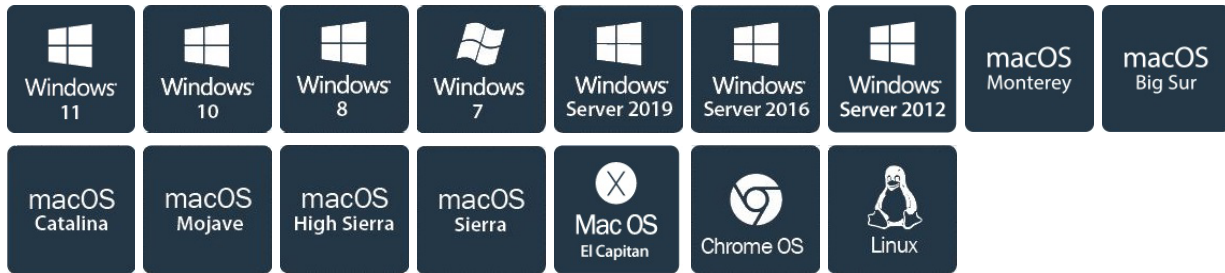 Windows
11
Windows
10
Windows
8
Windows
7
Windows
Server 2019
Windows
Server 2016
Windows
Server 2012
macOS
Monterey
macOS
Big Sur
macOS
Catalina
macOS
Mojave
macOS
High Sierra
macOS
Sierra
X
Mac OS
El Capitan
Chrome OS
Linux